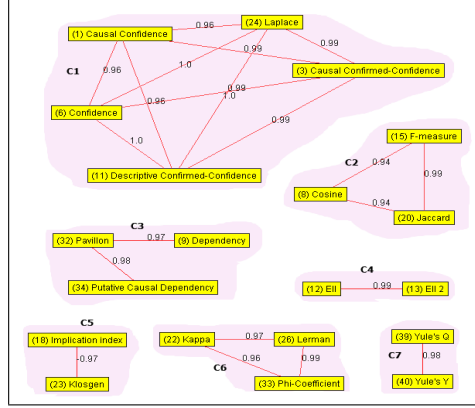 (24) Laplace
0.96
(1) Causal Confidence
0.99
0.99
C1
(3) Causal Confirmed-Confidence
0.96
1.0
0.99
0.96
1.0
(6) Confidence
0.99
1.0
(11) Descriptive Confirmed-Confidence
(15) F-measure
C2
0.94
0.99
(8) Cosine
0.94
(20) Jaccard
C3
(32) Pavillon
0.97
(9) Dependency
0.98
(34) Putative Causal Dependency
C4
(12) EII
0.99
(13) EII 2
C5
(18) Implication index
-0.97
(23) Klosgen
(22) Kappa
0.97
(26) Lerman
0.96
0.99
C6
(33) Phi-Coefficient
(39) Yule's Q
C7
0.98
(40) Yule's Y